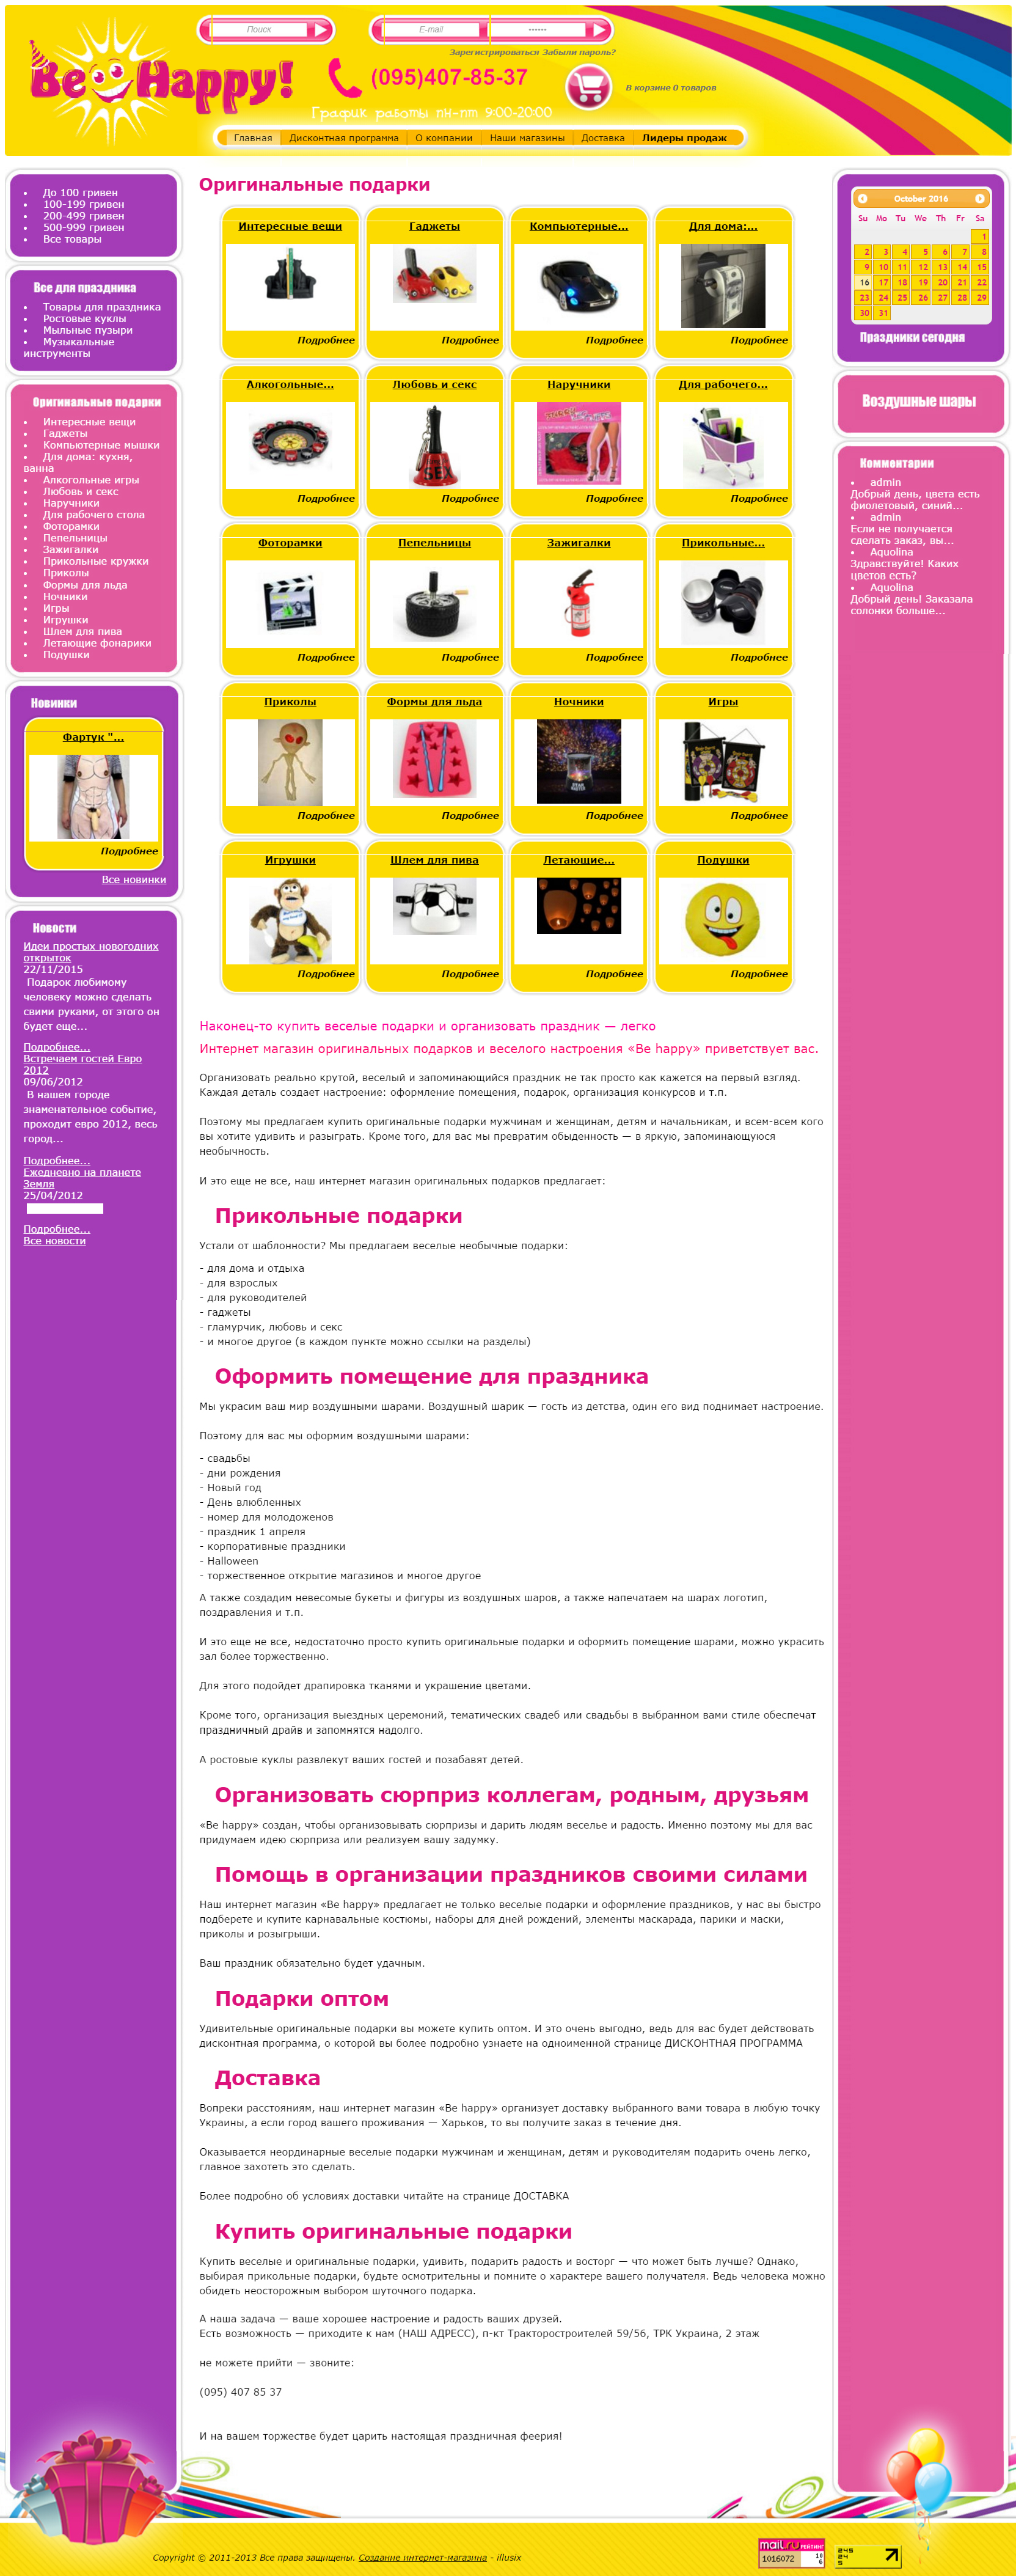 Поиск
E-mail
Зарегистрироваться Забыли пароль?
Be Happy!
(095)407-85-37
В корзине 0 товаров
График работы пн-пт 9:00-20:00
Главная
Дисконтная программа
О компании
Наши магазины
Доставка
Лидеры продаж
До 100 гривен
100-199 гривен
200-499 гривен
500-999 гривен
Все товары
Все для праздника
Товары для праздника
Ростовые куклы
Мыльные пузыри
Музыкальные
инструменты
Оригинальные подарки
Интересные вещи
Гаджеты
Компьютерные мышки
Для дома: кухня,
ванна
Алкогольные игры
Любовь и секс
Наручники
Для рабочего стола
Фоторамки
Пепельницы
Зажигалки
Прикольные кружки
Приколы
Формы для льда
Ночники
Игры
Игрушки
Шлем для пива
Летающие фонарики
Подушки
Новинки
Фартук "...
Подробнее
Все новинки
Новости
Идеи простых новогодних
открыток
22/11/2015
Подарок любимому
человеку можно сделать
свими руками, от этого он
будет еще...
Подробнее...
Встречаем гостей Евро
2012
09/06/2012
В нашем городе
знаменательное событие,
проходит евро 2012, весь
город...
Подробнее...
Ежедневно на планете
Земля
25/04/2012
Подробнее...
Все новости
Оригинальные подарки
Интересные вещи
Подробнее
Гаджеты
Подробнее
Компьютерные...
Подробнее
Для дома:...
Подробнее
Алкогольные...
Подробнее
Любовь и секс
Подробнее
Наручники
Подробнее
Для рабочего...
Подробнее
Фоторамки
Подробнее
Пепельницы
Подробнее
Зажигалки
Подробнее
Прикольные...
Подробнее
Приколы
Подробнее
Формы для льда
Подробнее
Ночники
Подробнее
Игры
Подробнее
Игрушки
Подробнее
Шлем для пива
Подробнее
Летающие...
Подробнее
Подушки
Подробнее
Наконец-то купить веселые подарки и организовать праздник — легко
Интернет магазин оригинальных подарков и веселого настроения «Be happy» приветствует вас.
Организовать реально крутой, веселый и запоминающийся праздник не так просто как кажется на первый взгляд.
Каждая деталь создает настроение: оформление помещения, подарок, организация конкурсов и т.п.
Поэтому мы предлагаем купить оригинальные подарки мужчинам и женщинам, детям и начальникам, и всем-всем кого
вы хотите удивить и разыграть. Кроме того, для вас мы превратим обыденность — в яркую, запоминающуюся
необычность.
И это еще не все, наш интернет магазин оригинальных подарков предлагает:
Прикольные подарки
Устали от шаблонности? Мы предлагаем веселые необычные подарки:
- для дома и отдыха
- для взрослых
- для руководителей
- гаджеты
- гламурчик, любовь и секс
- и многое другое (в каждом пункте можно ссылки на разделы)
Оформить помещение для праздника
Мы украсим ваш мир воздушными шарами. Воздушный шарик — гость из детства, один его вид поднимает настроение.
Поэтому для вас мы оформим воздушными шарами:
- свадьбы
- дни рождения
- Новый год
- День влюбленных
- номер для молодоженов
- праздник 1 апреля
- корпоративные праздники
- Halloween
- торжественное открытие магазинов и многое другое
А также создадим невесомые букеты и фигуры из воздушных шаров, а также напечатаем на шарах логотип,
поздравления и т.п.
И это еще не все, недостаточно просто купить оригинальные подарки и оформить помещение шарами, можно украсить
зал более торжественно.
Для этого подойдет драпировка тканями и украшение цветами.
Кроме того, организация выездных церемоний, тематических свадеб или свадьбы в выбранном вами стиле обеспечат
праздничный драйв и запомнятся надолго.
А ростовые куклы развлекут ваших гостей и позабавят детей.
Организовать сюрприз коллегам, родным, друзьям
«Be happy» создан, чтобы организовывать сюрпризы и дарить людям веселье и радость. Именно поэтому мы для вас
придумаем идею сюрприза или реализуем вашу задумку.
Помощь в организации праздников своими силами
Наш интернет магазин «Be happy» предлагает не только веселые подарки и оформление праздников, у нас вы быстро
подберете и купите карнавальные костюмы, наборы для дней рождений, элементы маскарада, парики и маски,
приколы и розыгрыши.
Ваш праздник обязательно будет удачным.
Подарки оптом
Удивительные оригинальные подарки вы можете купить оптом. И это очень выгодно, ведь для вас будет действовать
дисконтная программа, о которой вы более подробно узнаете на одноименной странице ДИСКОНТНАЯ ПРОГРАММА
Доставка
Вопреки расстояниям, наш интернет магазин «Be happy» организует доставку выбранного вами товара в любую точку
Украины, а если город вашего проживания — Харьков, то вы получите заказ в течение дня.
Оказывается неординарные веселые подарки мужчинам и женщинам, детям и руководителям подарить очень легко,
главное захотеть это сделать.
Более подробно об условиях доставки читайте на странице ДОСТАВКА
Купить оригинальные подарки
Купить веселые и оригинальные подарки, удивить, подарить радость и восторг — что может быть лучше? Однако,
выбирая прикольные подарки, будьте осмотрительны и помните о характере вашего получателя. Ведь человека можно
обидеть неосторожным выбором шуточного подарка.
А наша задача — ваше хорошее настроение и радость ваших друзей.
Есть возможность — приходите к нам (НАШ АДРЕСС), п-кт Тракторостроителей 59/56, ТРК Украина, 2 этаж
не можете прийти — звоните:
(095) 407 85 37
И на вашем торжестве будет царить настоящая праздничная феерия!
October 2016
Su Mo Tu We Th Fr Sa
1
2 3 4 5 6 7 8
9 10 11 12 13 14 15
16 17 18 19 20 21 22
23 24 25 26 27 28 29
30 31
Праздники сегодня
Воздушные шары
Комментарии
admin
Добрый день, цвета есть
фиолетовый, синий...
admin
Если не получается
сделать заказ, вы...
Aquolina
Здравствуйте! Каких
цветов есть?
Aquolina
Добрый день! Заказала
солонки больше...
Copyright © 2011-2013 Все права защищены. Создание интернет-магазина - illusix
mail.ru РЕЙТИНГ
1016072
10
6
245
24
5